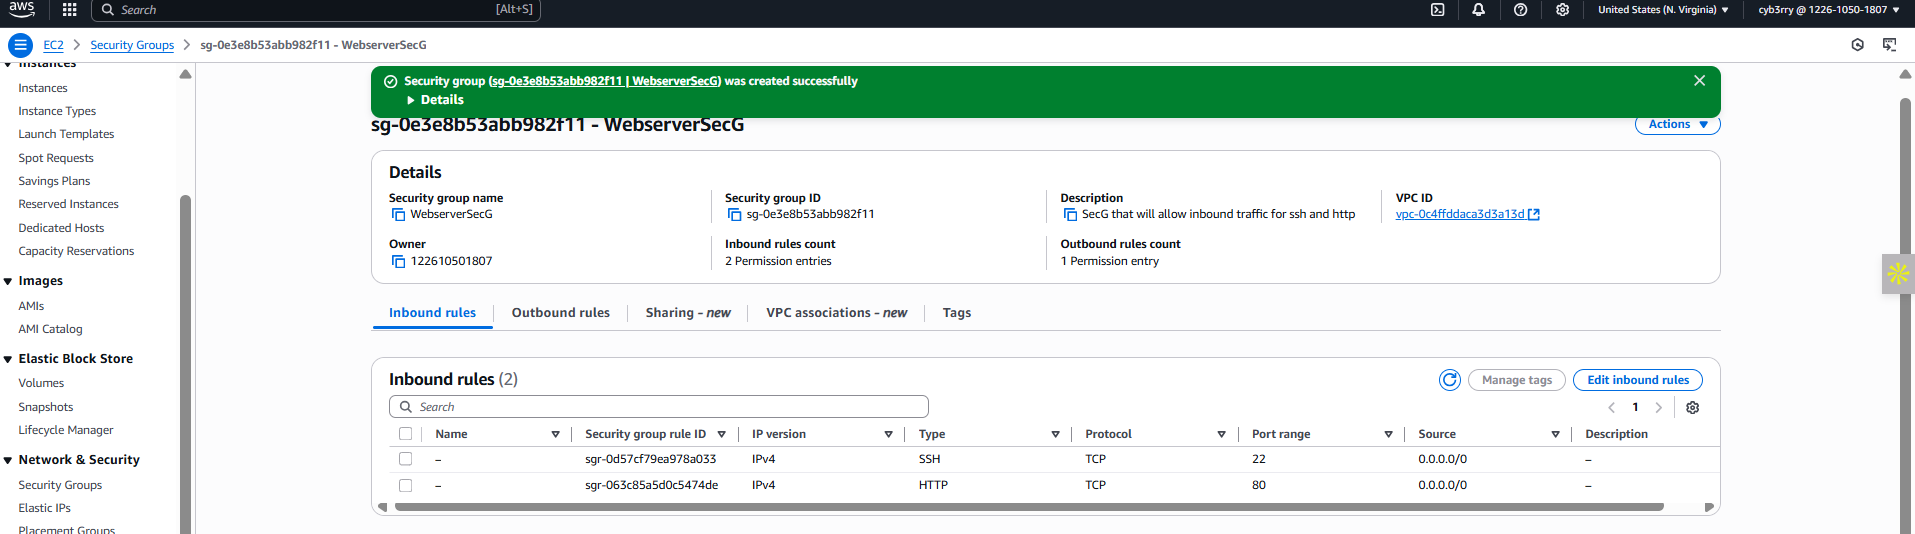 aws
Search
[Alt+S]
United States (N. Virginia)
cyb3rry @ 1226-1050-1807
EC2
Security Groups
sg-0e3e8b53abb982f11 - WebserverSecG
Instances
Instances
Instance Types
Launch Templates
Spot Requests
Savings Plans
Reserved Instances
Dedicated Hosts
Capacity Reservations
Images
AMIs
AMI Catalog
Elastic Block Store
Volumes
Snapshots
Lifecycle Manager
Network & Security
Security Groups
Elastic IPs
Placement Groups
Security group (sg-0e3e8b53abb982f11 | WebserverSecG) was created successfully
Details
sg-0e3e8b53abb982f11 - WebserverSecG
Actions
Details
Security group name
WebserverSecG
Security group ID
sg-0e3e8b53abb982f11
Description
SecG that will allow inbound traffic for ssh and http
VPC ID
vpc-0c4ffddaca3d3a13d
Owner
122610501807
Inbound rules count
2 Permission entries
Outbound rules count
1 Permission entry
Inbound rules
Outbound rules
Sharing - new
VPC associations - new
Tags
Inbound rules (2)
Manage tags
Edit inbound rules
Search
1
Name Security group rule ID IP version Type Protocol Port range Source Description
– sgr-0d57cf79ea978a033 IPv4 SSH TCP 22 0.0.0.0/0 –
– sgr-063c85a5d0c5474de IPv4 HTTP TCP 80 0.0.0.0/0 –